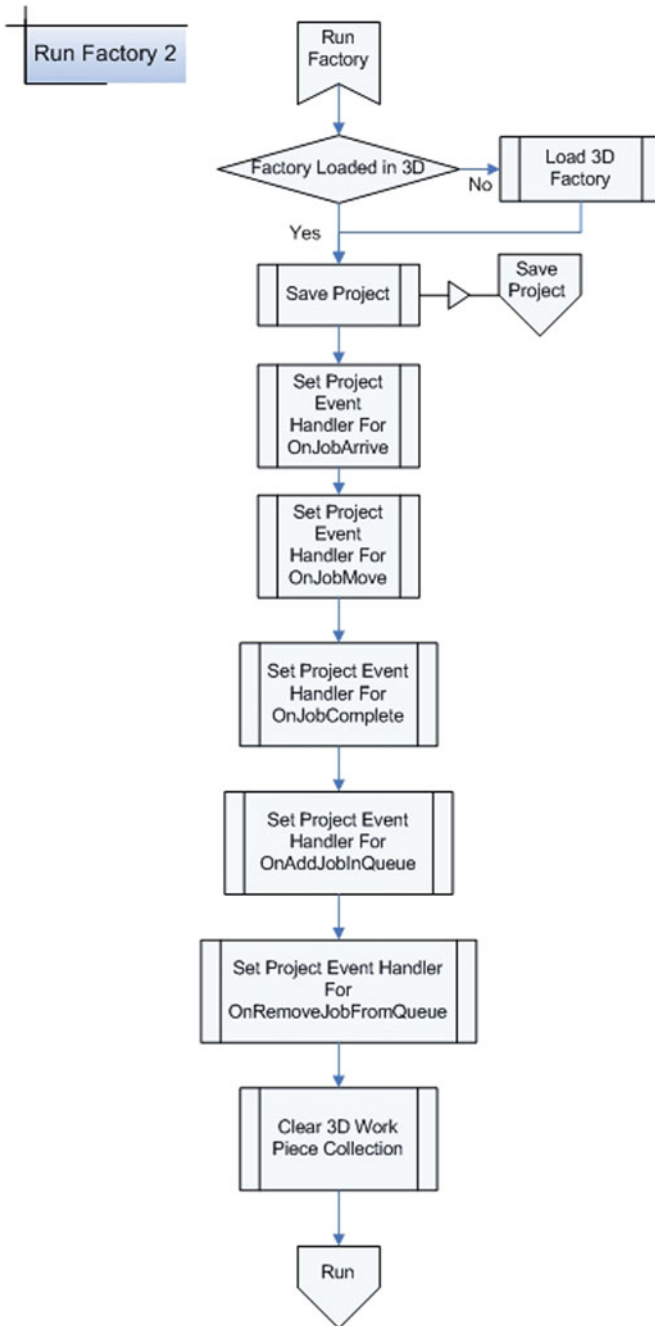 Run Factory 2
Run
Factory
Factory Loaded in 3D
No
Load 3D
Factory
Yes
Save Project
Save
Project
Set Project
Event
Handler For
OnJobArrive
Set Project
Event
Handler For
OnJobMove
Set Project Event
Handler For
OnJobComplete
Set Project Event
Handler For
OnAddJobInQueue
Set Project Event Handler
For
OnRemoveJobFromQueue
Clear 3D Work
Piece Collection
Run